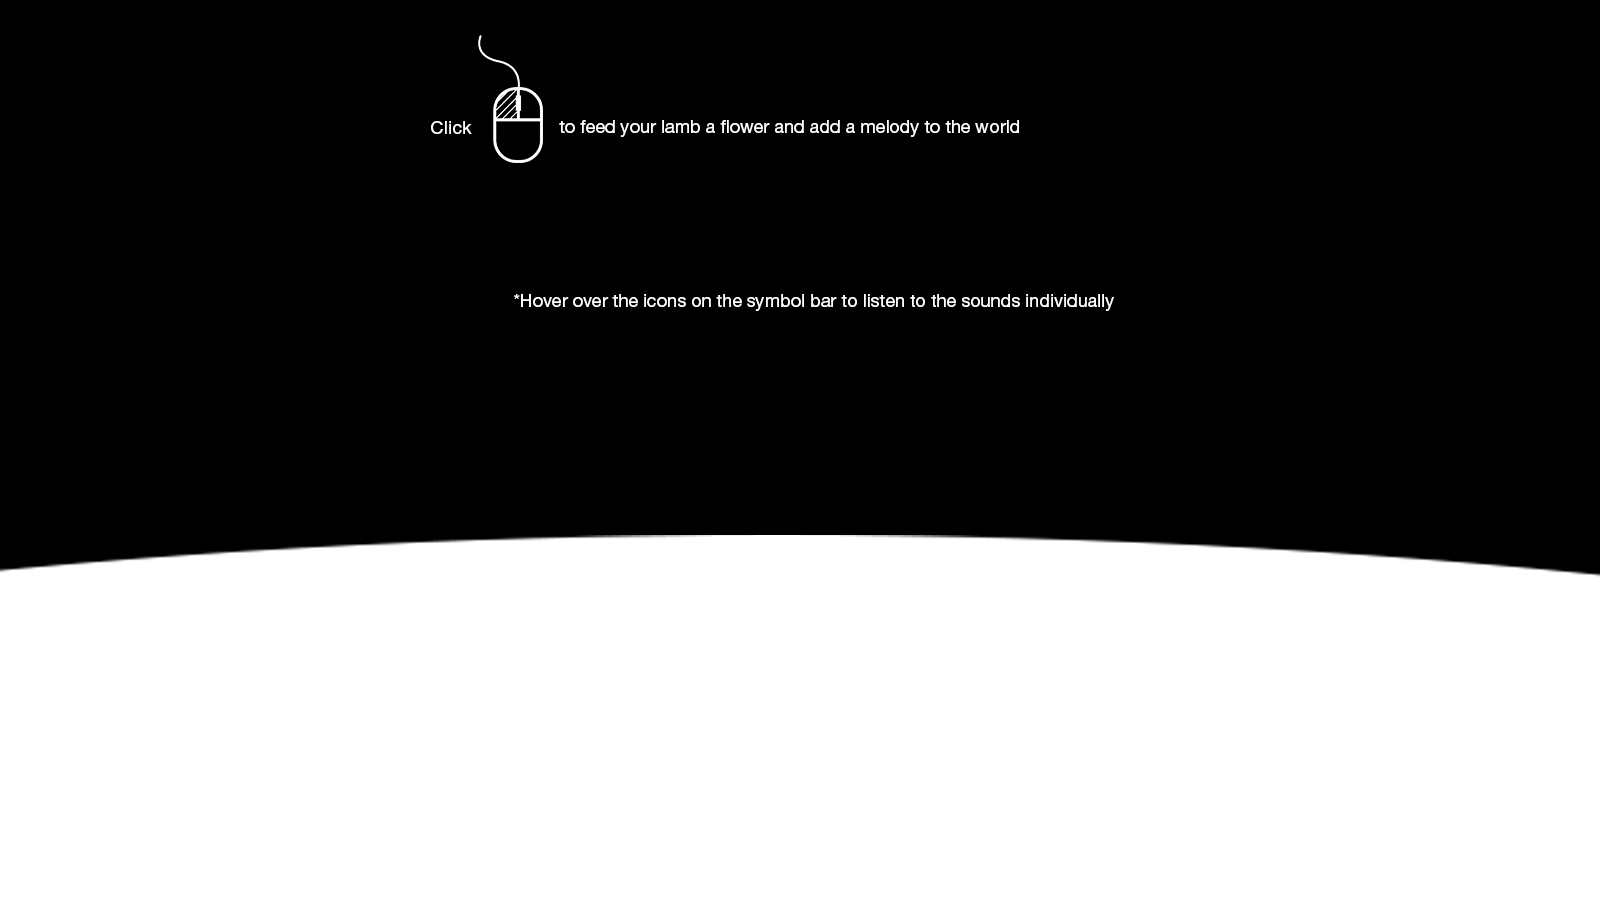 Click to feed your lamb a flower and add a melody to the world
*Hover over the icons on the symbol bar to listen to the sounds individually